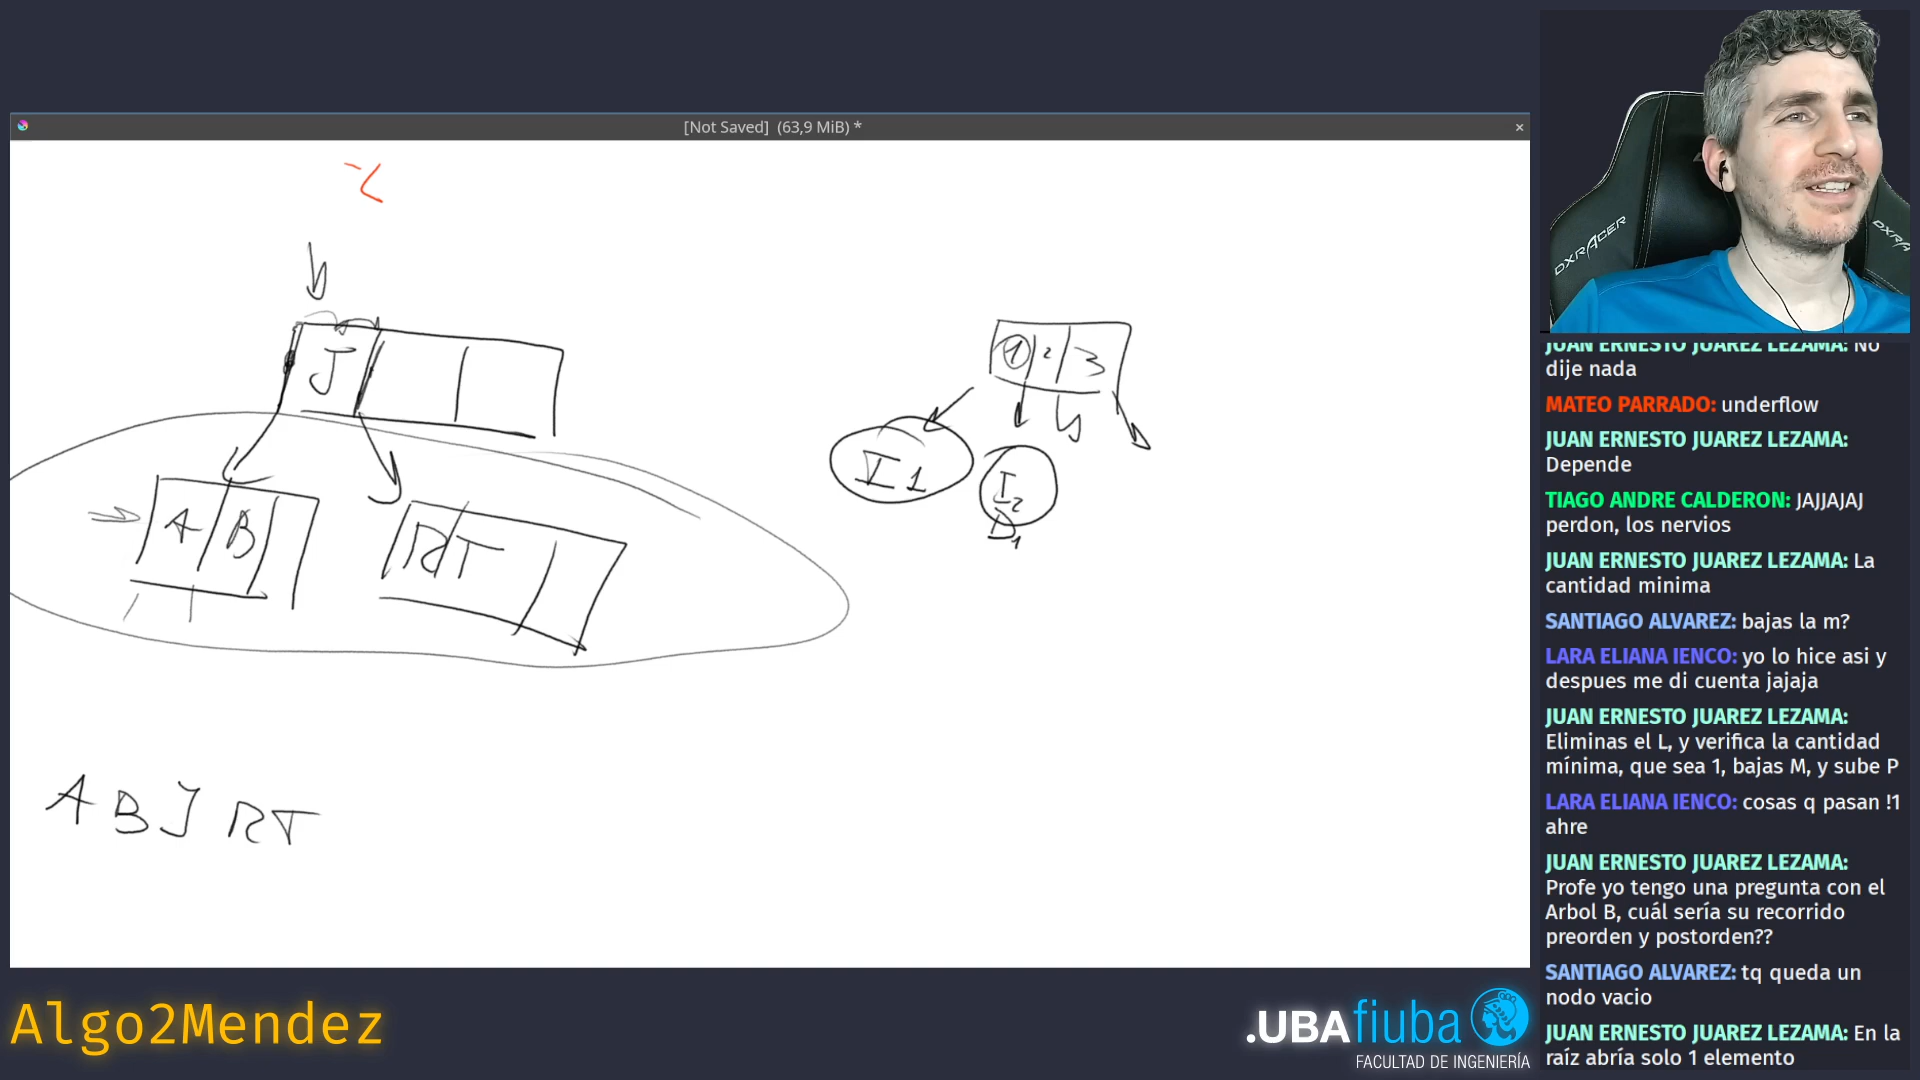 [Not Saved] (63,9 MiB) *
J
A B
R T
1 2 3
I 1
I2
D1
A B J R T
DXRACER
JUAN ERNESTO JUAREZ LEZAMA: No
dije nada
MATEO PARRADO: underflow
JUAN ERNESTO JUAREZ LEZAMA:
Depende
TIAGO ANDRE CALDERON: JAJJAJAJ
perdon, los nervios
JUAN ERNESTO JUAREZ LEZAMA: La
cantidad minima
SANTIAGO ALVAREZ: bajas la m?
LARA ELIANA IENCO: yo lo hice asi y
despues me di cuenta jajaja
JUAN ERNESTO JUAREZ LEZAMA:
Eliminas el L, y verifica la cantidad
mínima, que sea 1, bajas M, y sube P
LARA ELIANA IENCO: cosas q pasan !1
ahre
JUAN ERNESTO JUAREZ LEZAMA:
Profe yo tengo una pregunta con el
Arbol B, cuál sería su recorrido
preorden y postorden??
SANTIAGO ALVAREZ: tq queda un
nodo vacio
JUAN ERNESTO JUAREZ LEZAMA: En la
raíz abría solo 1 elemento
Algo2Mendez
.UBAfiuba
FACULTAD DE INGENIERÍA